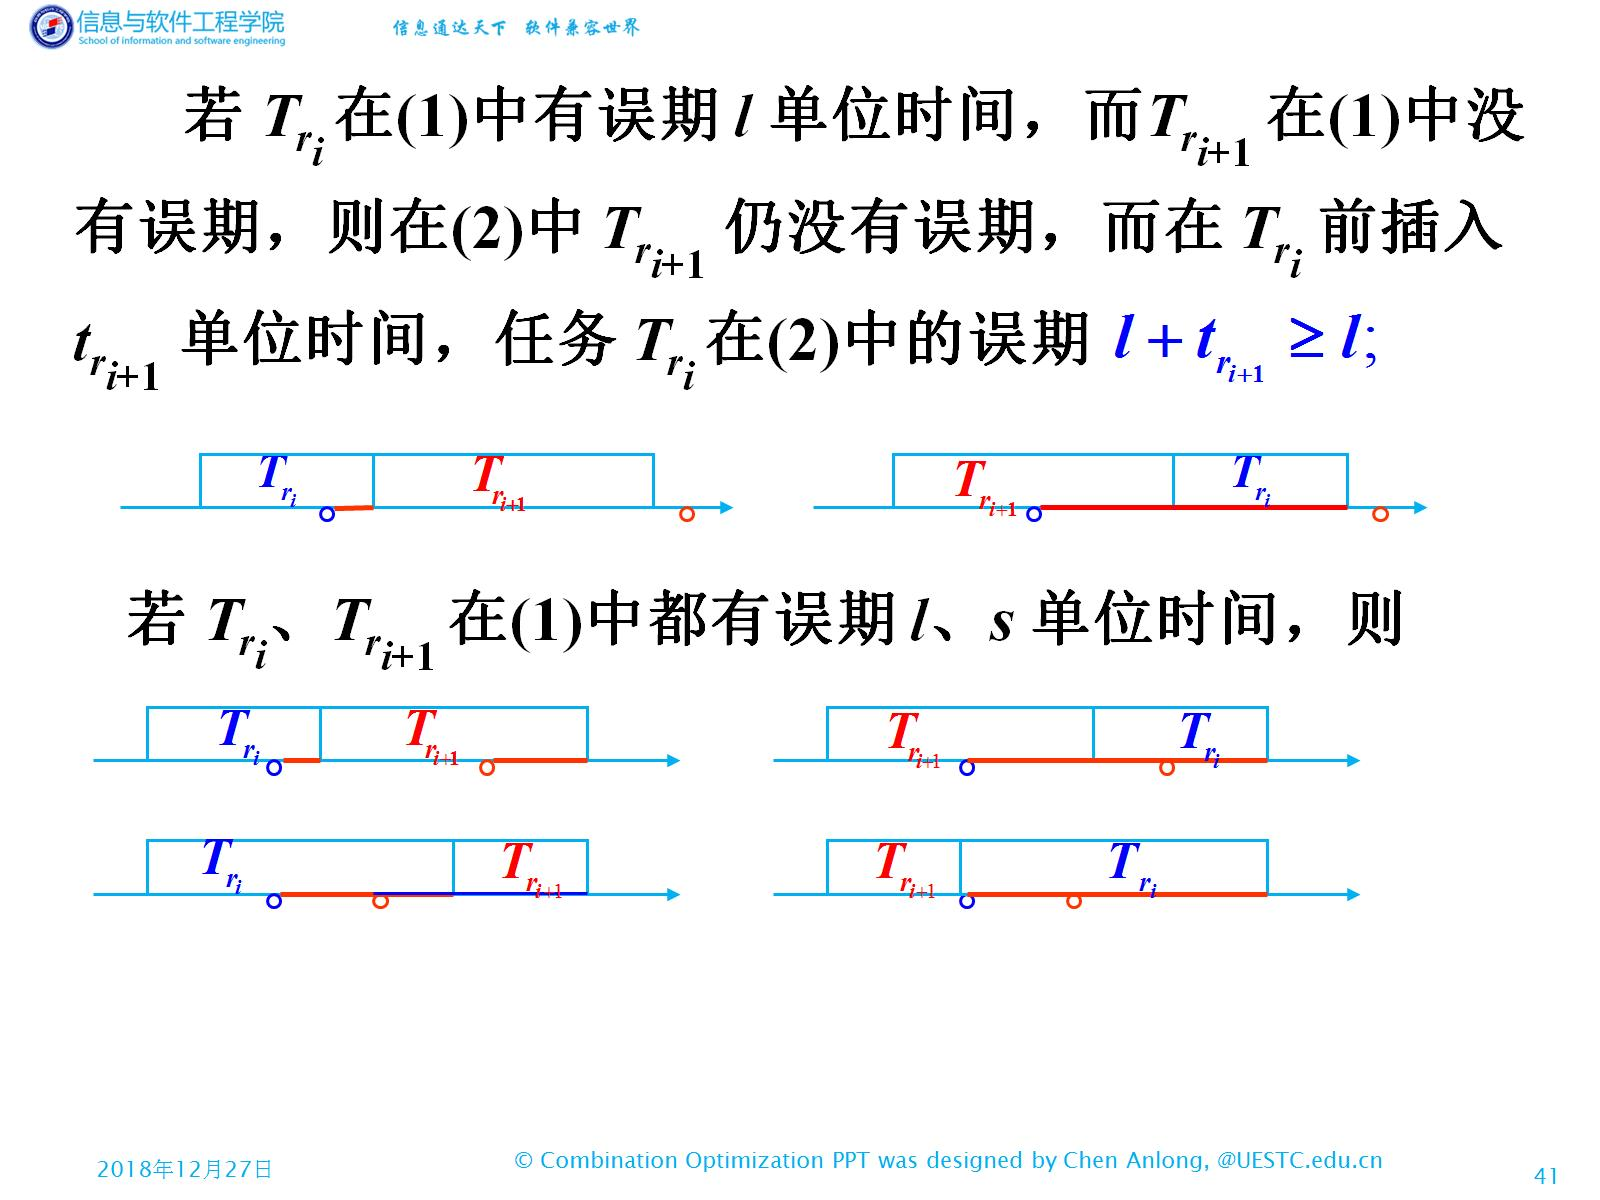 信息与软件工程学院
School of information and software engineering
信息通达天下 软件兼容世界
若 T_{r_i} 在(1)中有误期 l 单位时间，而T_{r_{i+1}} 在(1)中没
有误期，则在(2)中 T_{r_{i+1}} 仍没有误期，而在 T_{r_i} 前插入
t_{r_{i+1}} 单位时间，任务 T_{r_i} 在(2)中的误期 l + t_{r_{i+1}} ≥ l;
T_{r_i} T_{r_{i+1}} T_{r_{i+1}} T_{r_i}
若 T_{r_i}、T_{r_{i+1}} 在(1)中都有误期 l、s 单位时间，则
T_{r_i} T_{r_{i+1}} T_{r_{i+1}} T_{r_i}
T_{r_i} T_{r_{i+1}} T_{r_{i+1}} T_{r_i}
2018年12月27日
© Combination Optimization PPT was designed by Chen Anlong, @UESTC.edu.cn
41